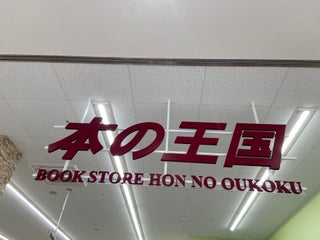 本の王国
BOOK STORE HON NO OUKOKU